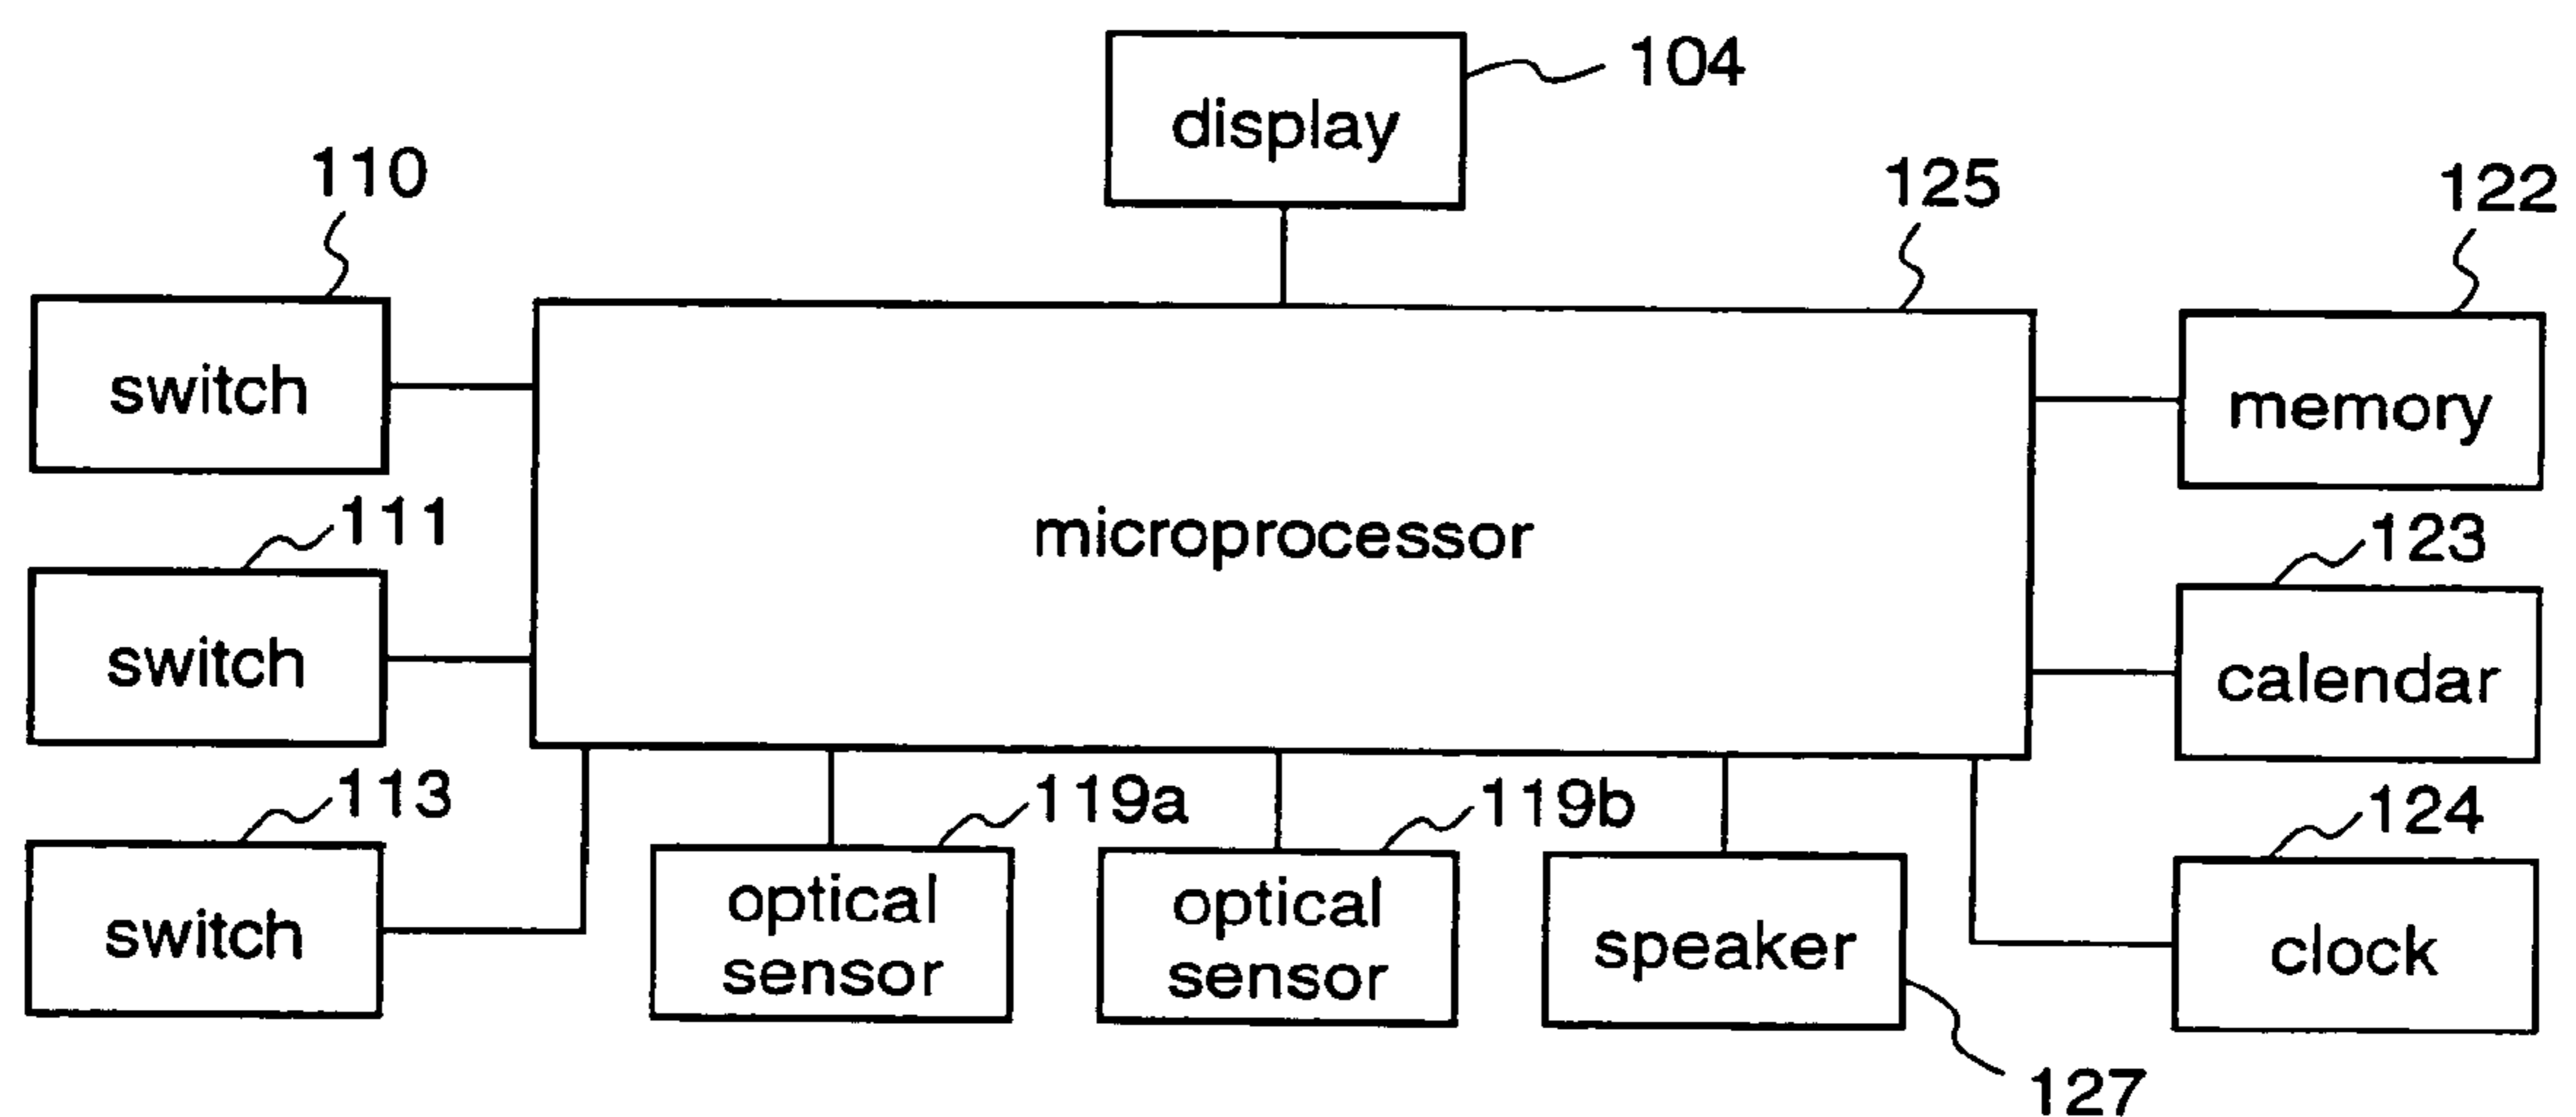 104
display
110
125
122
switch
memory
microprocessor
111
123
switch
calendar
113
119a
119b
124
switch
optical
sensor
optical
sensor
speaker
clock
127